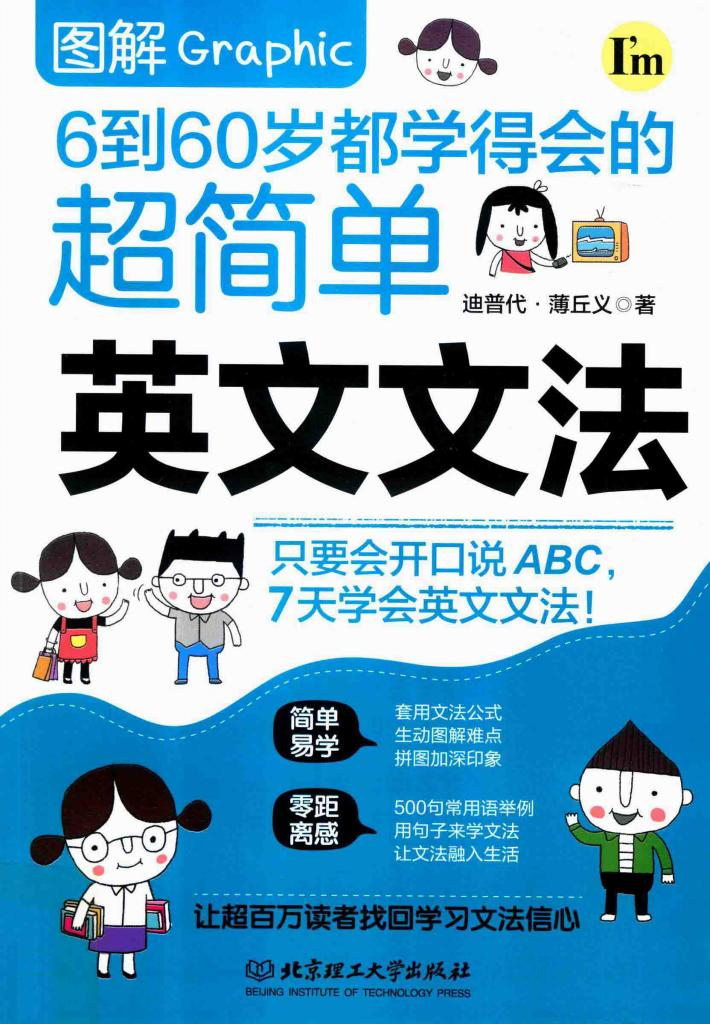 图解 Graphic
I'm
6到60岁都学得会的
超简单
迪普代·薄丘义◎著
英文文法
只要会开口说 ABC,
7天学会英文文法!
简单
易学
套用文法公式
生动图解难点
拼图加深印象
零距
离感
500句常用语举例
用句子来学文法
让文法融入生活
让超百万读者找回学习文法信心
北京理工大学出版社
BEIJING INSTITUTE OF TECHNOLOGY PRESS